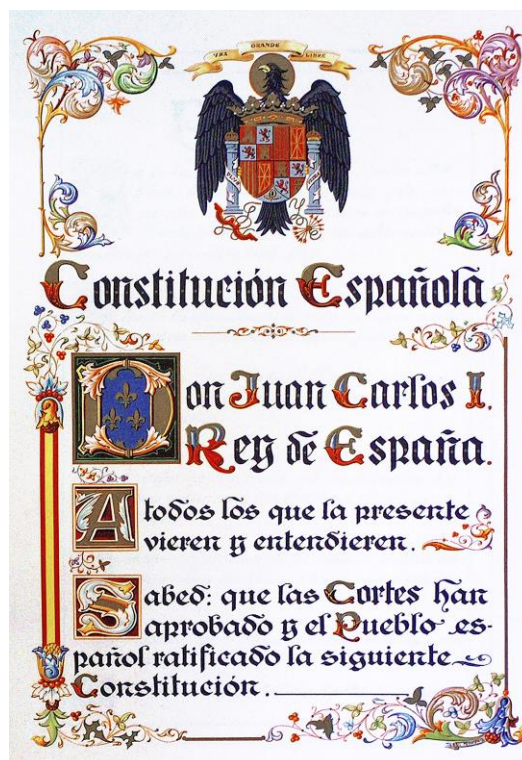 UNA GRANDE LIBRE
Constitución Española
Don Juan Carlos I.
Rey de España.
A todos los que la presente
vieren y entendieren.
Sabed: que las Cortes han
aprobado y el Pueblo es-
pañol ratificado la siguiente
Constitución.